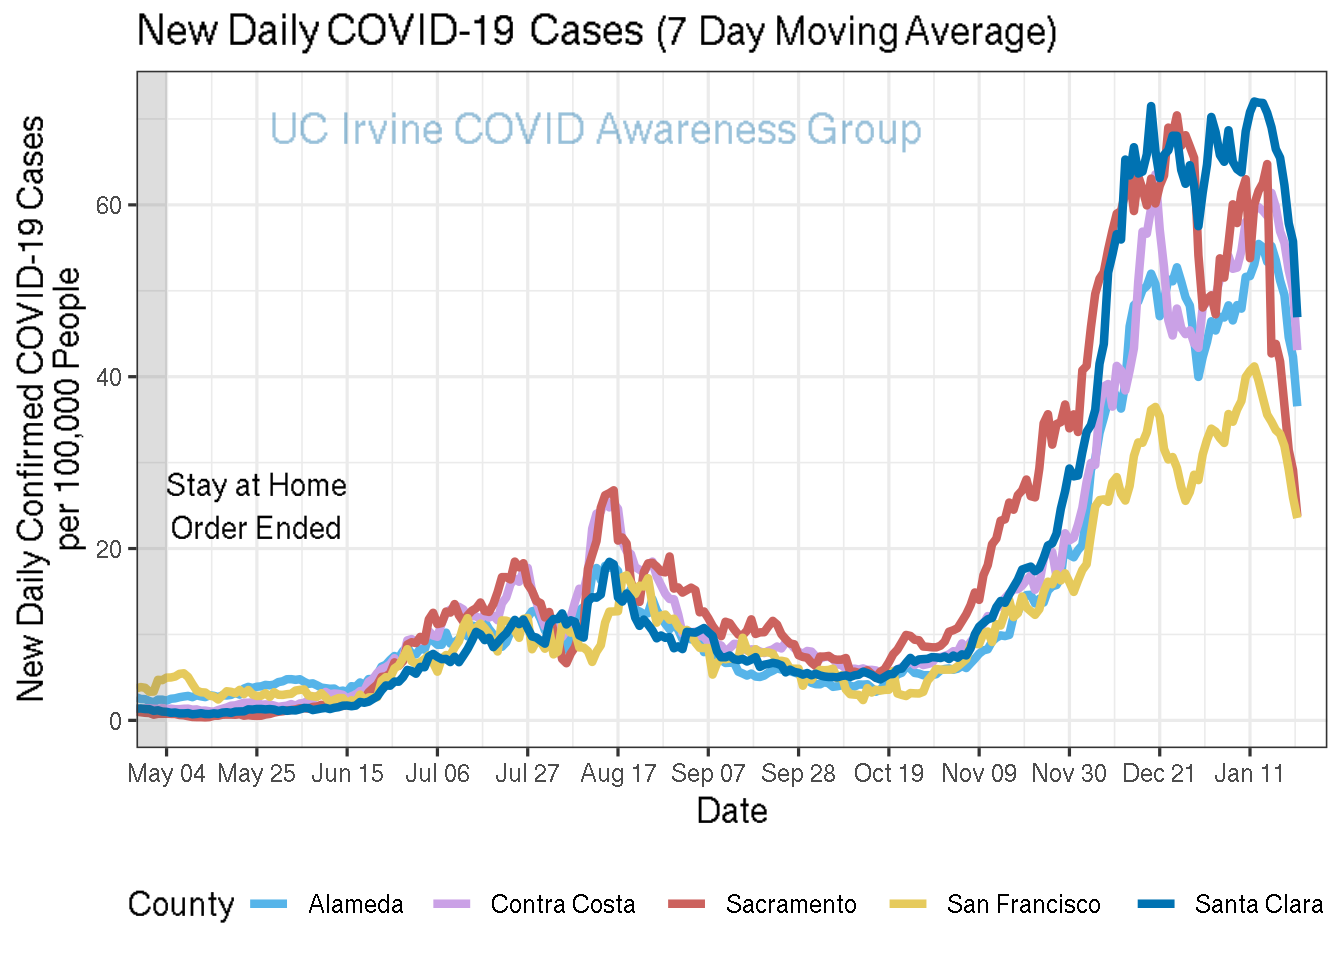 New Daily COVID-19 Cases (7 Day Moving Average)
UC Irvine COVID Awareness Group
New Daily Confirmed COVID-19 Cases
per 100,000 People
60
40
20
0
Stay at Home
Order Ended
May 04 May 25 Jun 15 Jul 06 Jul 27 Aug 17 Sep 07 Sep 28 Oct 19 Nov 09 Nov 30 Dec 21 Jan 11
Date
County Alameda Contra Costa Sacramento San Francisco Santa Clara